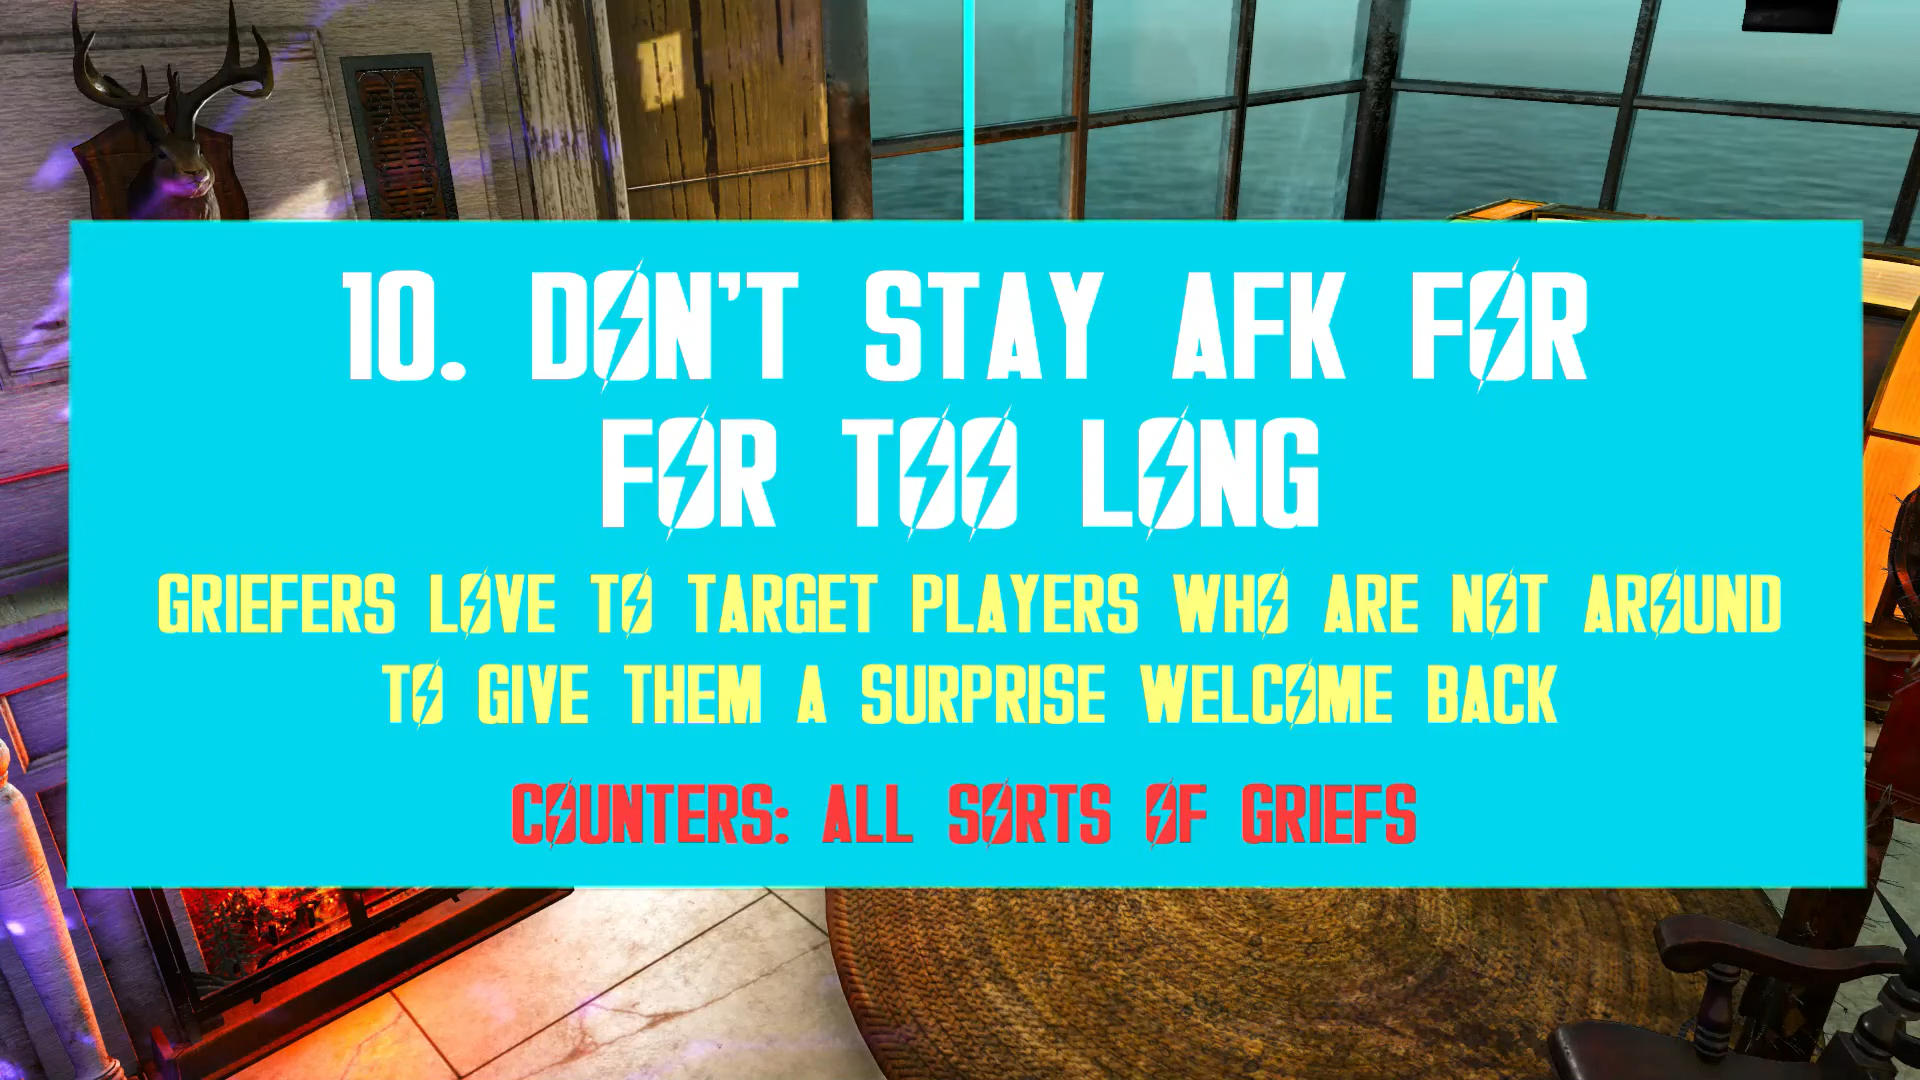 10. DON'T STAY AFK FOR
FOR TOO LONG
GRIEFERS LOVE TO TARGET PLAYERS WHO ARE NOT AROUND
TO GIVE THEM A SURPRISE WELCOME BACK
COUNTERS: ALL SORTS OF GRIEFS